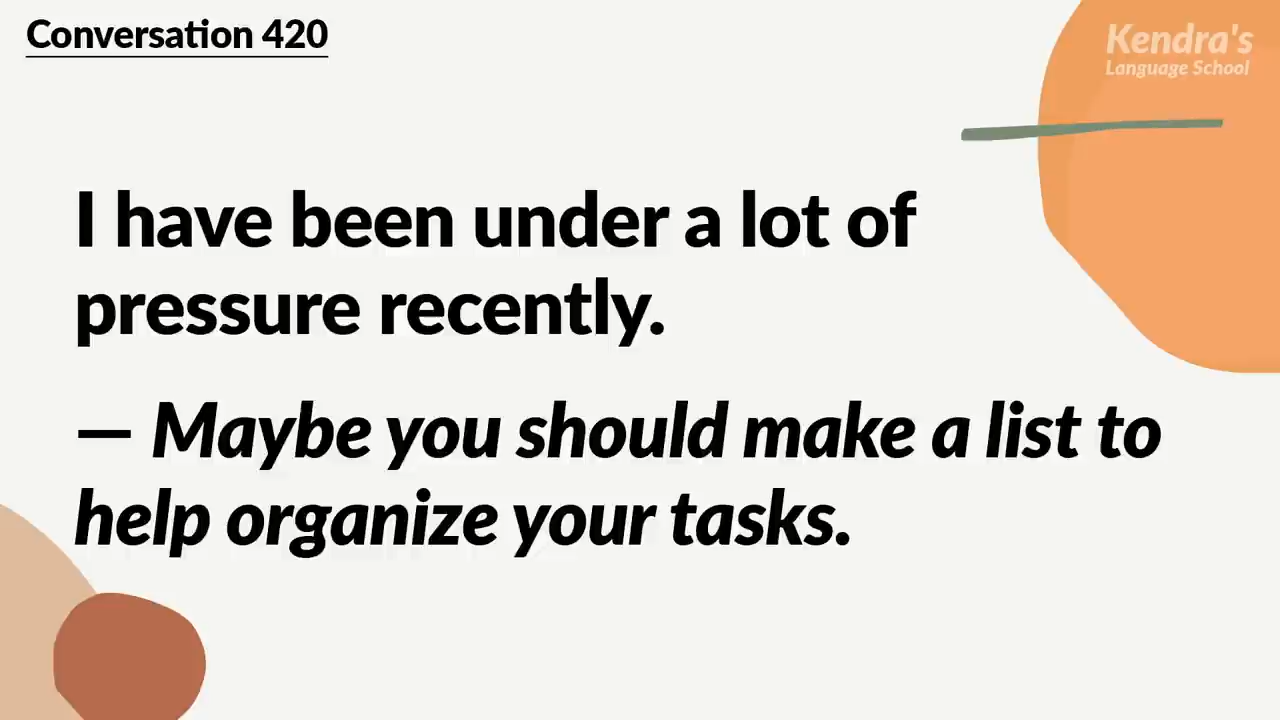 Conversation 420
Kendra's
Language School
I have been under a lot of
pressure recently.
— Maybe you should make a list to
help organize your tasks.